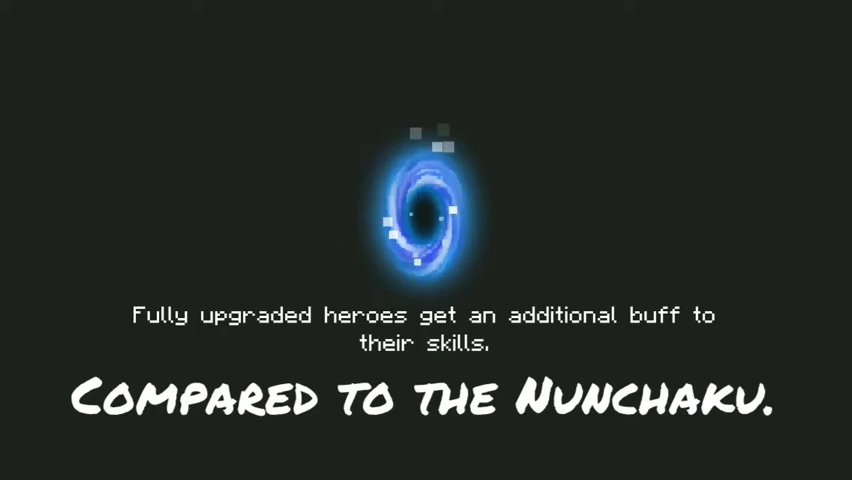 Fully upgraded heroes get an additional buff to
their skills.
Compared to the Nunchaku.